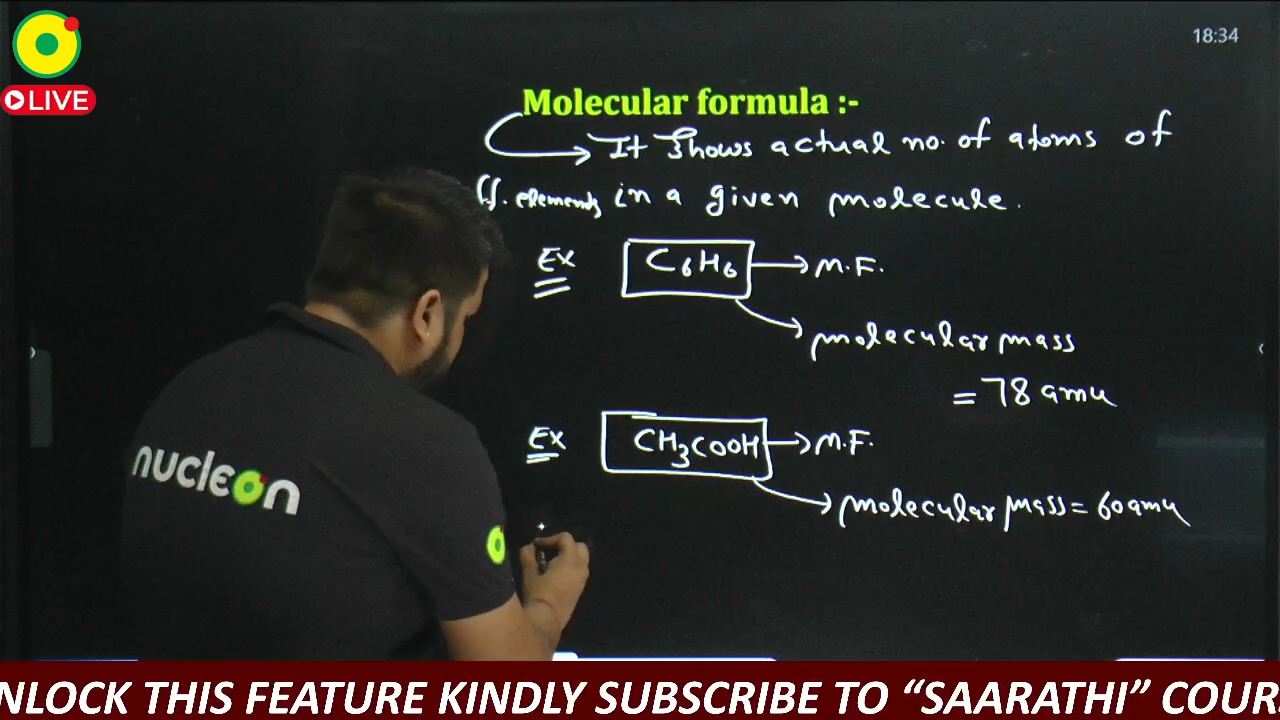 18:34
LIVE
Molecular formula :-
It shows actual no. of atoms of
elements in a given molecule.
Ex C6H6 → M.F.
molecular mass
= 78 amu
Ex CH3COOH → M.F.
molecular mass = 60 amu
nucleon
NLOCK THIS FEATURE KINDLY SUBSCRIBE TO “SAARATHI” COUR